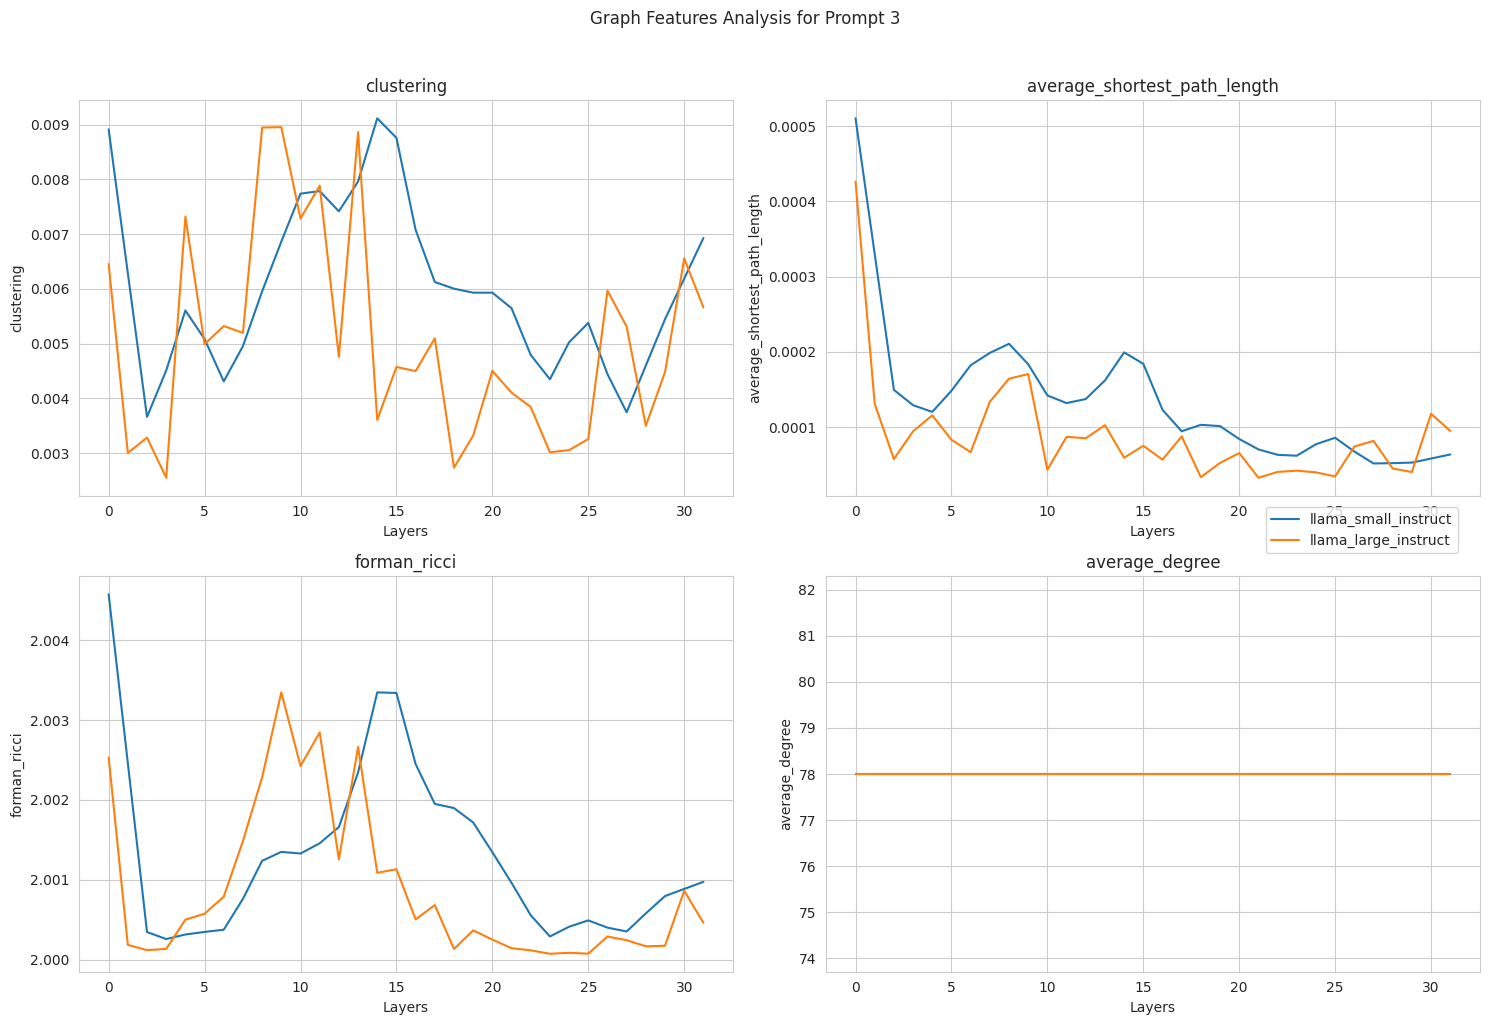 Graph Features Analysis for Prompt 3
clustering
clustering
0.009
0.008
0.007
0.006
0.005
0.004
0.003
0 5 10 15 20 25 30
Layers
average_shortest_path_length
average_shortest_path_length
0.0005
0.0004
0.0003
0.0002
0.0001
0 5 10 15 20 25 30
Layers
llama_small_instruct
llama_large_instruct
forman_ricci
forman_ricci
2.004
2.003
2.002
2.001
2.000
0 5 10 15 20 25 30
Layers
average_degree
average_degree
82
81
80
79
78
77
76
75
74
0 5 10 15 20 25 30
Layers